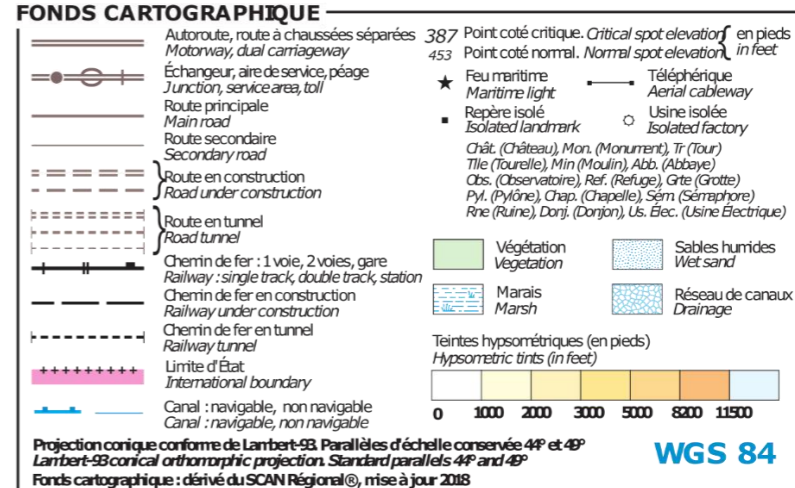 FONDS CARTOGRAPHIQUE
Autoroute, route à chaussées séparées
Motorway, dual carriageway
Échangeur, aire de service, péage
Junction, service area, toll
Route principale
Main road
Route secondaire
Secondary road
Route en construction
Road under construction
Route en tunnel
Road tunnel
Chemin de fer : 1 voie, 2 voies, gare
Railway : single track, double track, station
Chemin de fer en construction
Railway under construction
Chemin de fer en tunnel
Railway tunnel
Limite d'État
International boundary
Canal : navigable, non navigable
Canal : navigable, non navigable
387 Point coté critique. Critical spot elevation
453 Point coté normal. Normal spot elevation
en pieds
in feet
Feu maritime
Maritime light
Téléphérique
Aerial cableway
Repère isolé
Isolated landmark
Usine isolée
Isolated factory
Chât. (Château), Mon. (Monument), Tr (Tour)
Tlle (Tourelle), Min (Moulin), Abb. (Abbaye)
Obs. (Observatoire), Ref. (Refuge), Grte (Grotte)
Pyl. (Pylône), Chap. (Chapelle), Sém. (Sémaphore)
Rne (Ruine), Donj. (Donjon), Us. Élec. (Usine Électrique)
Végétation
Vegetation
Sables humides
Wet sand
Marais
Marsh
Réseau de canaux
Drainage
Teintes hypsométriques (en pieds)
Hypsometric tints (in feet)
0 1000 2000 3000 5000 8200 11500
Projection conique conforme de Lambert-93. Parallèles d'échelle conservée 44° et 49°
Lambert-93 conical orthomorphic projection. Standard parallels 44° and 49°
Fonds cartographique : dérivé du SCAN Régional®, mise à jour 2018
WGS 84